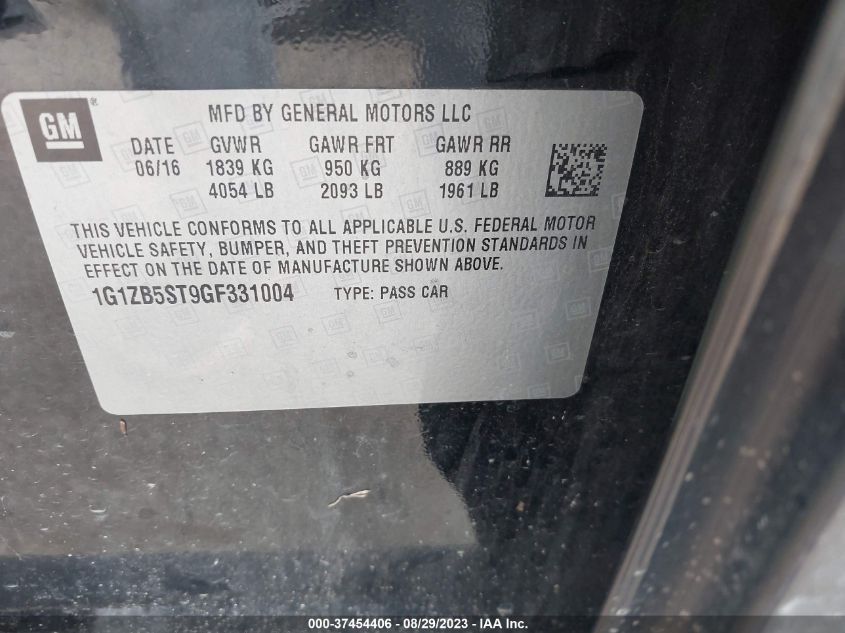 GM ®
MFD BY GENERAL MOTORS LLC
DATE GVWR GAWR FRT GAWR RR
06/16 1839 KG 950 KG 889 KG
4054 LB 2093 LB 1961 LB
THIS VEHICLE CONFORMS TO ALL APPLICABLE U.S. FEDERAL MOTOR
VEHICLE SAFETY, BUMPER, AND THEFT PREVENTION STANDARDS IN
EFFECT ON THE DATE OF MANUFACTURE SHOWN ABOVE.
1G1ZB5ST9GF331004 TYPE: PASS CAR
000-37454406 - 08/29/2023 - IAA Inc.